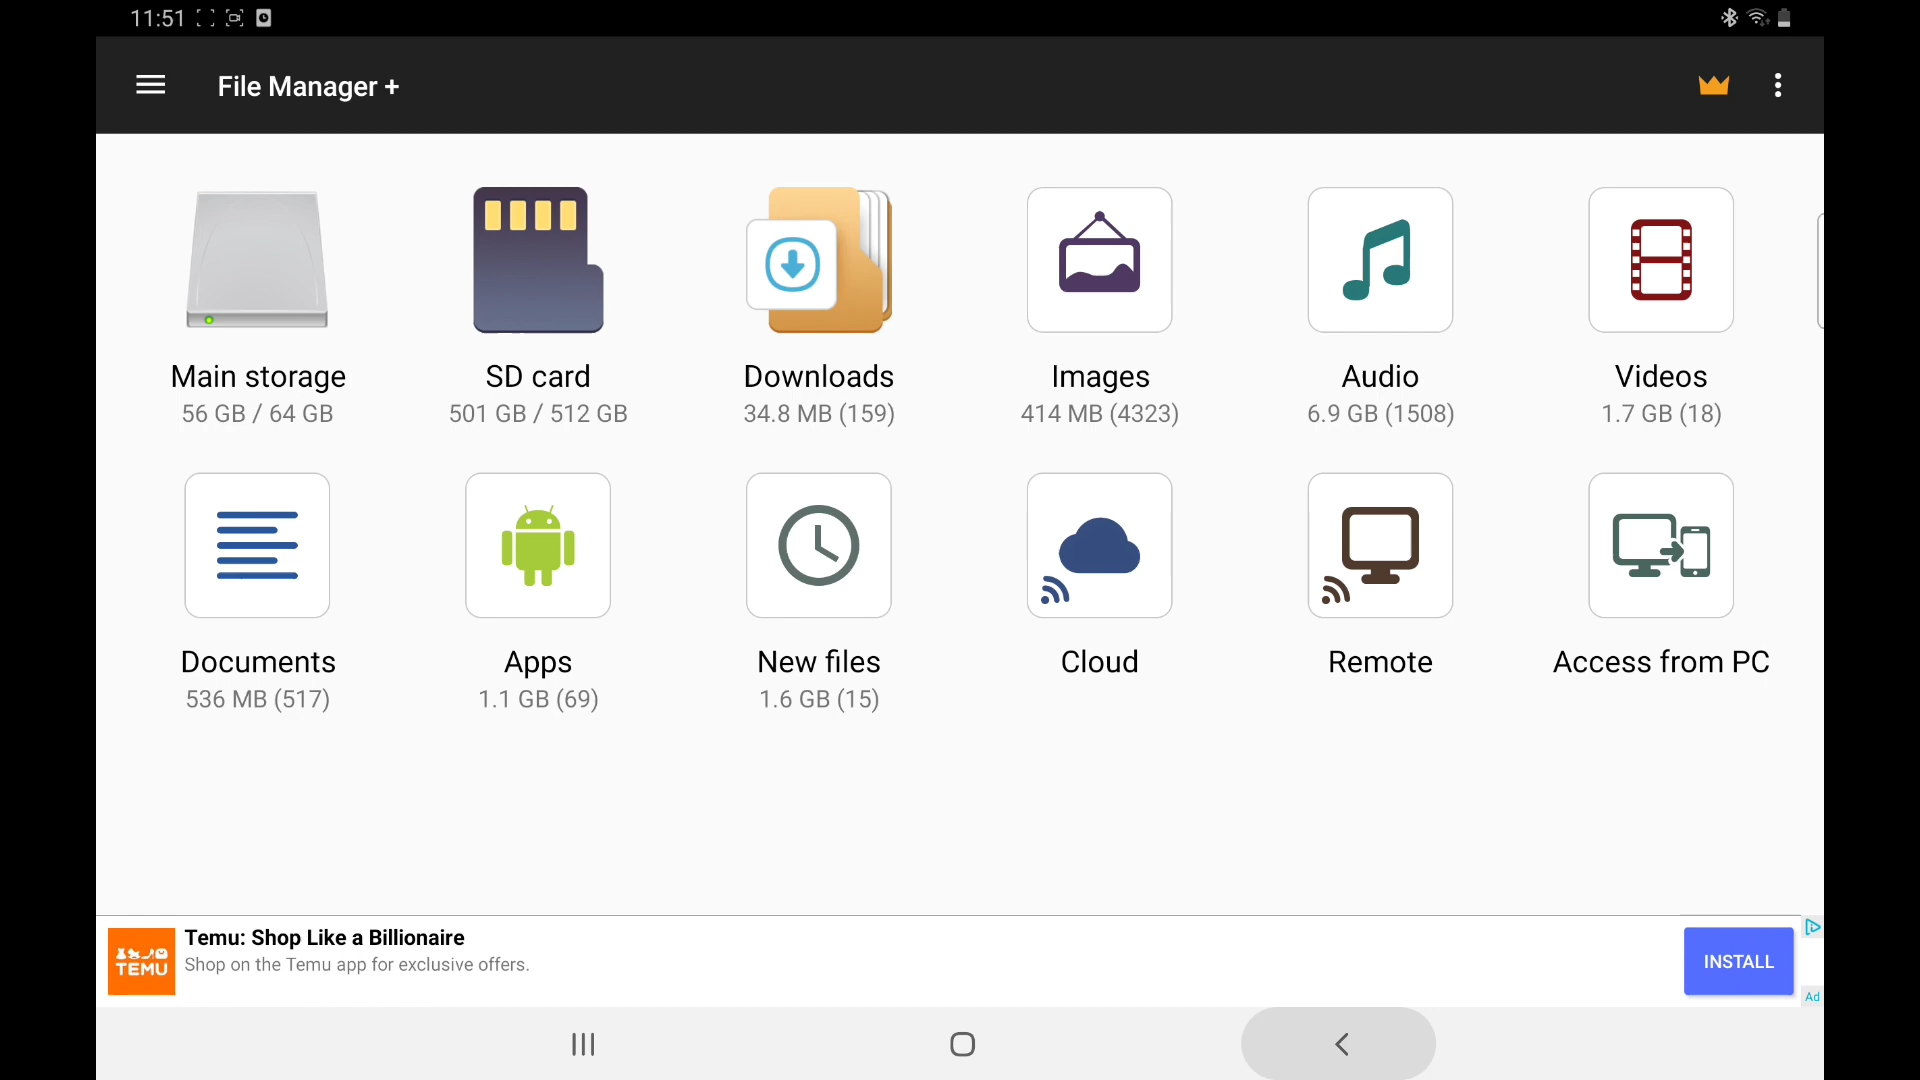 11:51
File Manager +
Main storage
56 GB / 64 GB
SD card
501 GB / 512 GB
Downloads
34.8 MB (159)
Images
414 MB (4323)
Audio
6.9 GB (1508)
Videos
1.7 GB (18)
Documents
536 MB (517)
Apps
1.1 GB (69)
New files
1.6 GB (15)
Cloud
Remote
Access from PC
TEMU
Temu: Shop Like a Billionaire
Shop on the Temu app for exclusive offers.
INSTALL
Ad